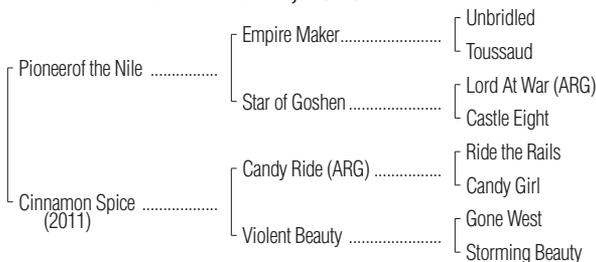 Unbridled
Empire Maker......................
Toussaud
Pioneerof the Nile ...............
Lord At War (ARG)
Star of Goshen.....................
Castle Eight
Ride the Rails
Candy Ride (ARG) ...............
Candy Girl
Cinnamon Spice .................
(2011)
Gone West
Violent Beauty .....................
Storming Beauty